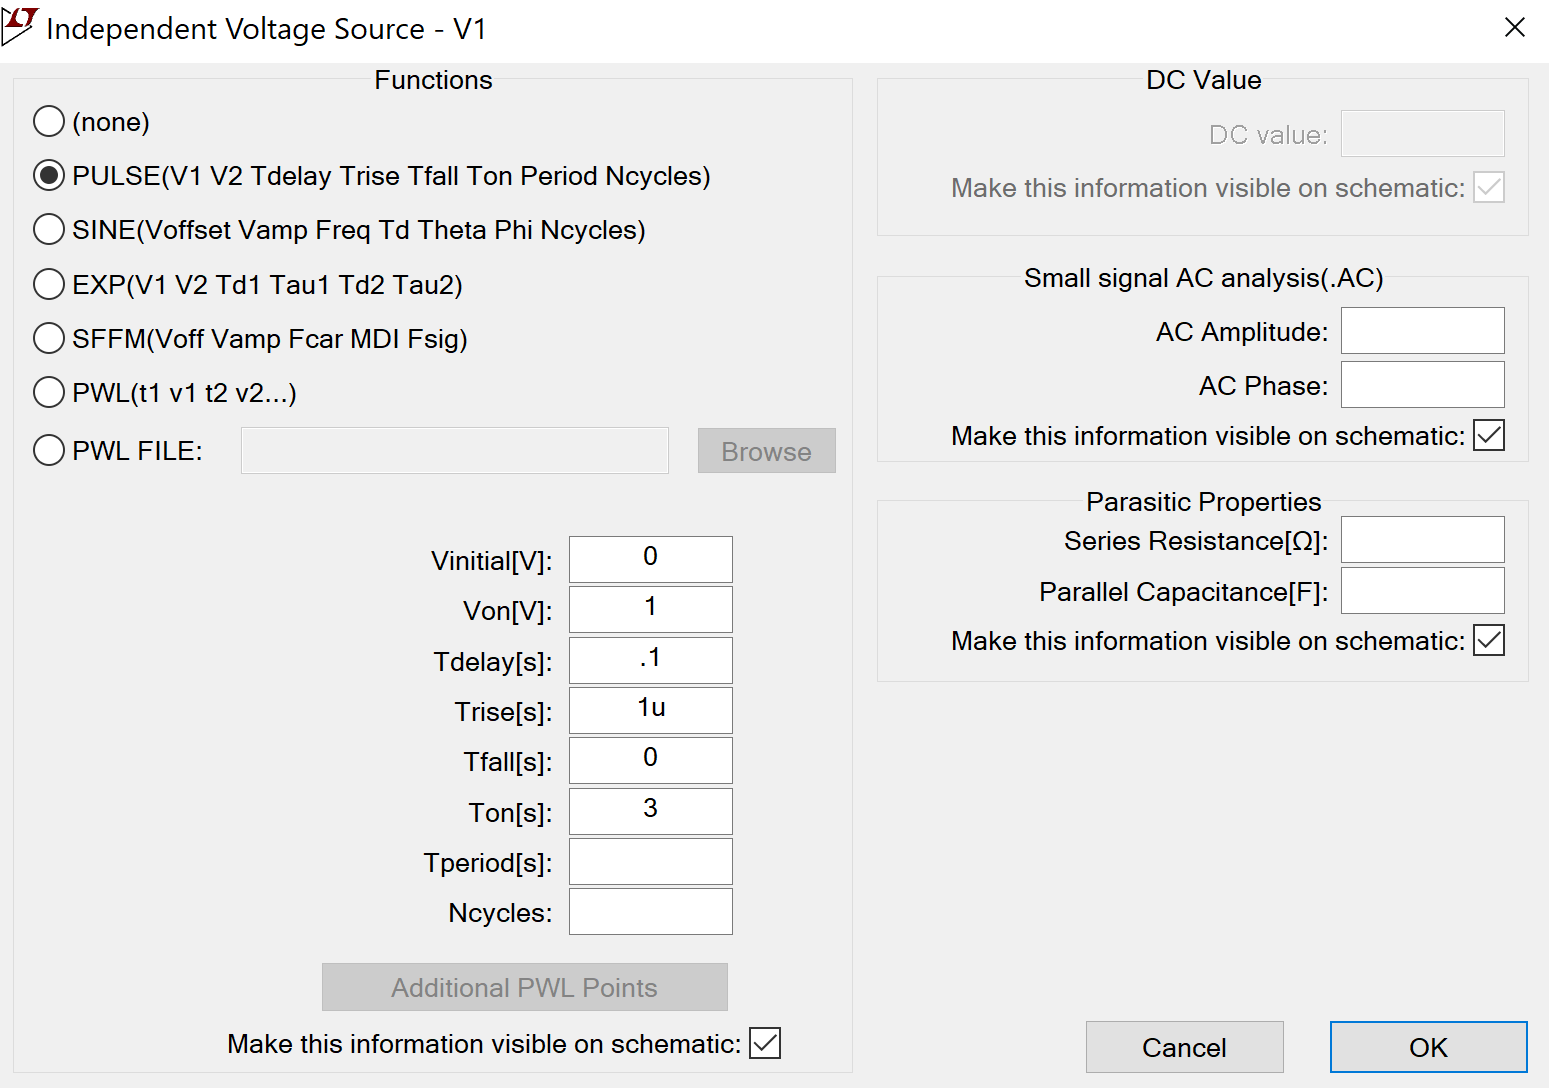 Independent Voltage Source - V1
Functions
(none)
PULSE(V1 V2 Tdelay Trise Tfall Ton Period Ncycles)
SINE(Voffset Vamp Freq Td Theta Phi Ncycles)
EXP(V1 V2 Td1 Tau1 Td2 Tau2)
SFFM(Voff Vamp Fcar MDI Fsig)
PWL(t1 v1 t2 v2...)
PWL FILE: Browse
Vinitial[V]: 0
Von[V]: 1
Tdelay[s]: .1
Trise[s]: 1u
Tfall[s]: 0
Ton[s]: 3
Tperiod[s]:
Ncycles:
Additional PWL Points
Make this information visible on schematic:
DC Value
DC value:
Make this information visible on schematic:
Small signal AC analysis(.AC)
AC Amplitude:
AC Phase:
Make this information visible on schematic:
Parasitic Properties
Series Resistance[Ω]:
Parallel Capacitance[F]:
Make this information visible on schematic:
Cancel OK